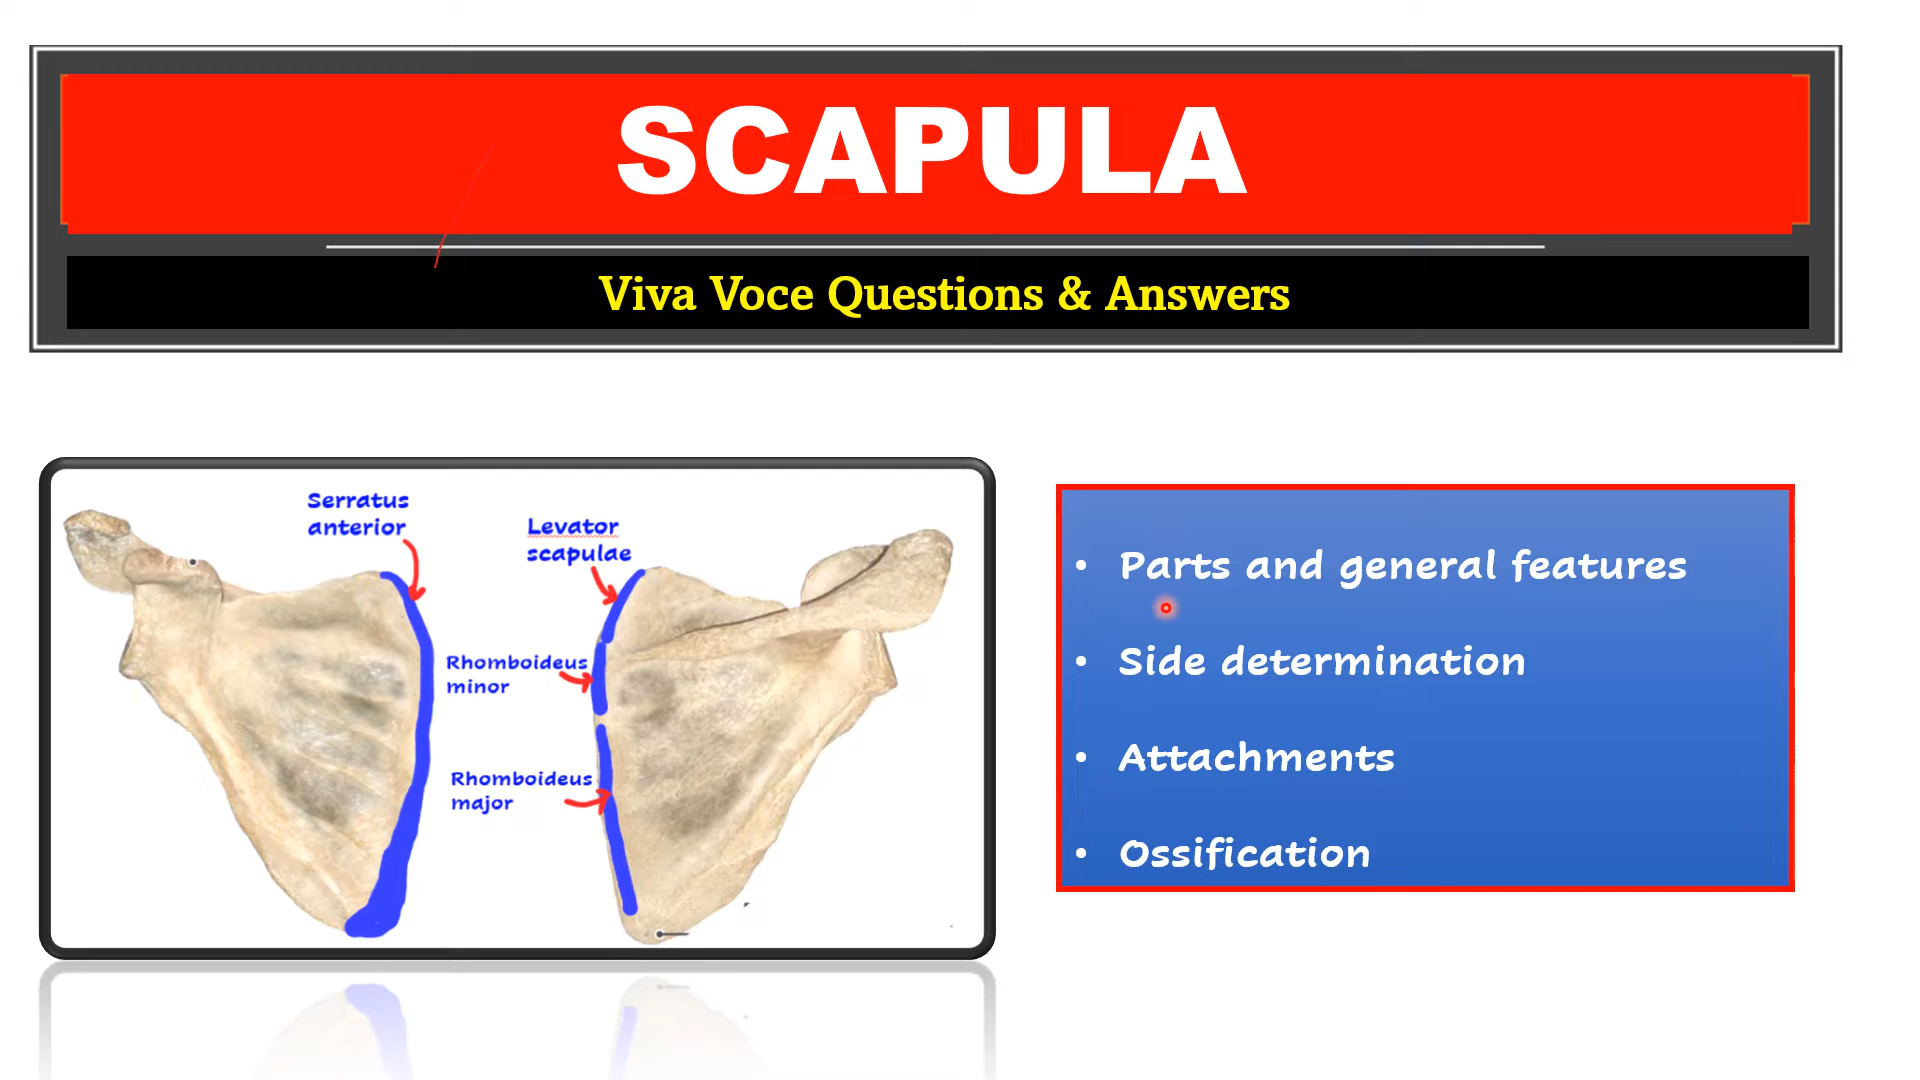 SCAPULA
Viva Voce Questions & Answers
Serratus
anterior
Levator
scapulae
Rhomboideus
minor
Rhomboideus
major
• Parts and general features
• Side determination
• Attachments
• Ossification